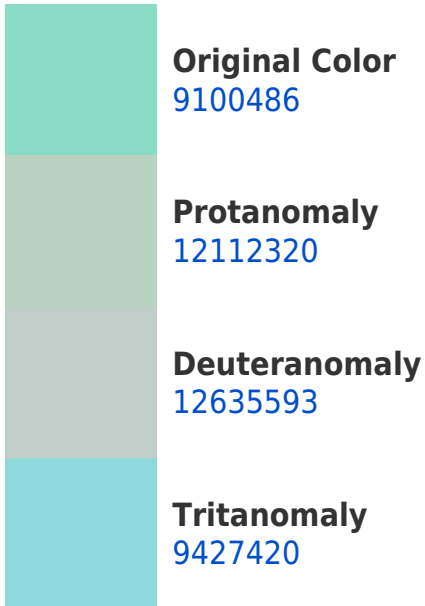 Original Color
9100486
Protanomaly
12112320
Deuteranomaly
12635593
Tritanomaly
9427420